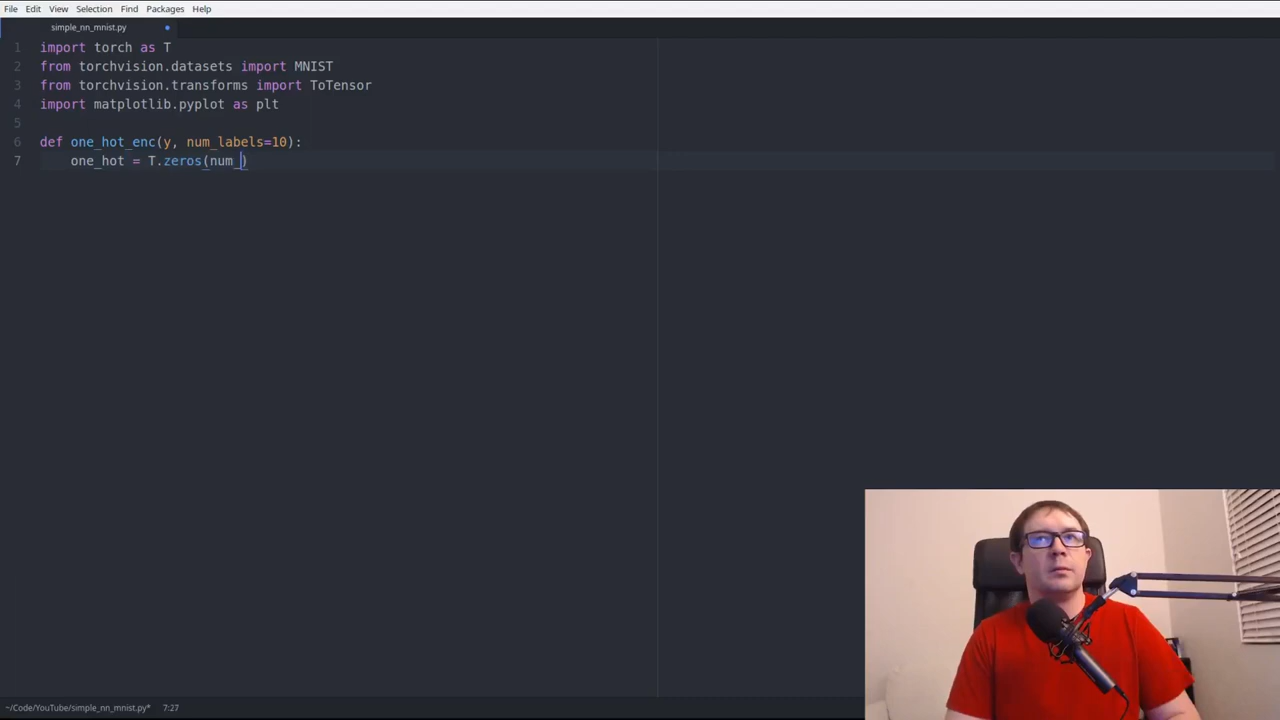 File Edit View Selection Find Packages Help
simple_nn_mnist.py
1 import torch as T
2 from torchvision.datasets import MNIST
3 from torchvision.transforms import ToTensor
4 import matplotlib.pyplot as plt
5
6 def one_hot_enc(y, num_labels=10):
7 one_hot = T.zeros(num_)
~/Code/YouTube/simple_nn_mnist.py* 7:27